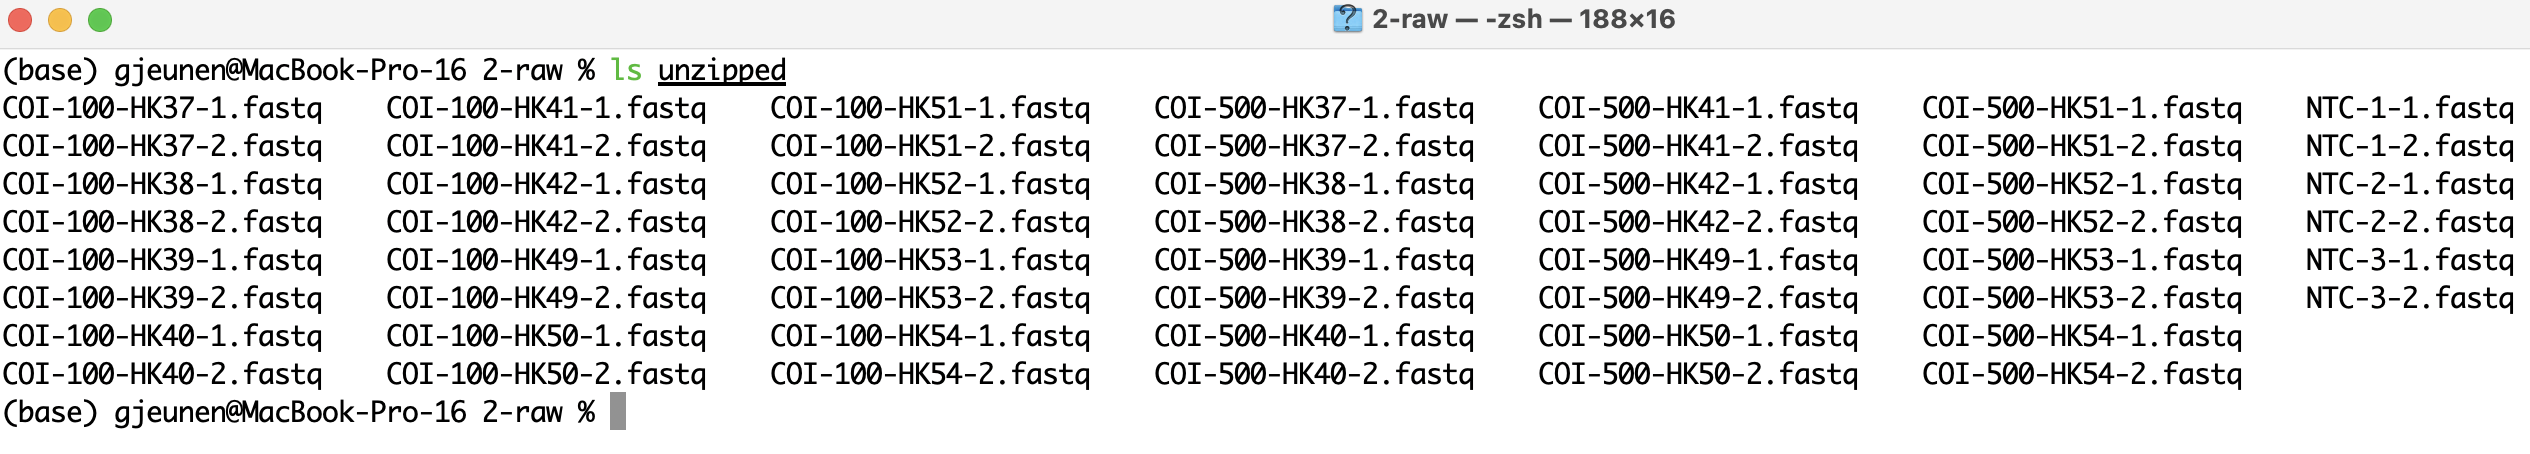 2-raw — -zsh — 188×16
(base) gjeunen@MacBook-Pro-16 2-raw % ls unzipped
COI-100-HK37-1.fastq    COI-100-HK41-1.fastq    COI-100-HK51-1.fastq    COI-500-HK37-1.fastq    COI-500-HK41-1.fastq    COI-500-HK51-1.fastq    NTC-1-1.fastq
COI-100-HK37-2.fastq    COI-100-HK41-2.fastq    COI-100-HK51-2.fastq    COI-500-HK37-2.fastq    COI-500-HK41-2.fastq    COI-500-HK51-2.fastq    NTC-1-2.fastq
COI-100-HK38-1.fastq    COI-100-HK42-1.fastq    COI-100-HK52-1.fastq    COI-500-HK38-1.fastq    COI-500-HK42-1.fastq    COI-500-HK52-1.fastq    NTC-2-1.fastq
COI-100-HK38-2.fastq    COI-100-HK42-2.fastq    COI-100-HK52-2.fastq    COI-500-HK38-2.fastq    COI-500-HK42-2.fastq    COI-500-HK52-2.fastq    NTC-2-2.fastq
COI-100-HK39-1.fastq    COI-100-HK49-1.fastq    COI-100-HK53-1.fastq    COI-500-HK39-1.fastq    COI-500-HK49-1.fastq    COI-500-HK53-1.fastq    NTC-3-1.fastq
COI-100-HK39-2.fastq    COI-100-HK49-2.fastq    COI-100-HK53-2.fastq    COI-500-HK39-2.fastq    COI-500-HK49-2.fastq    COI-500-HK53-2.fastq    NTC-3-2.fastq
COI-100-HK40-1.fastq    COI-100-HK50-1.fastq    COI-100-HK54-1.fastq    COI-500-HK40-1.fastq    COI-500-HK50-1.fastq    COI-500-HK54-1.fastq
COI-100-HK40-2.fastq    COI-100-HK50-2.fastq    COI-100-HK54-2.fastq    COI-500-HK40-2.fastq    COI-500-HK50-2.fastq    COI-500-HK54-2.fastq
(base) gjeunen@MacBook-Pro-16 2-raw %